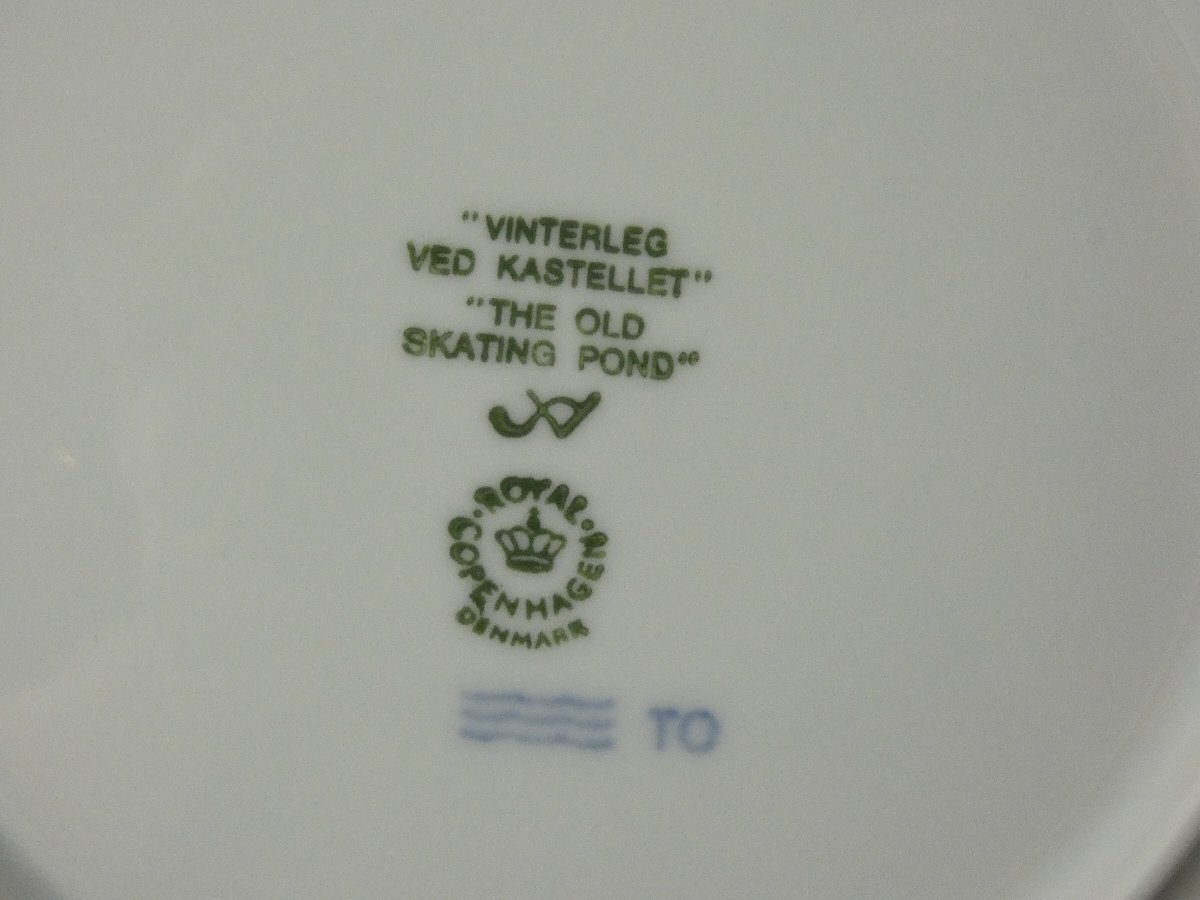 "VINTERLEG
VED KASTELLET"
"THE OLD
SKATING POND"
ROYAL
COPENHAGEN
DENMARK
TO